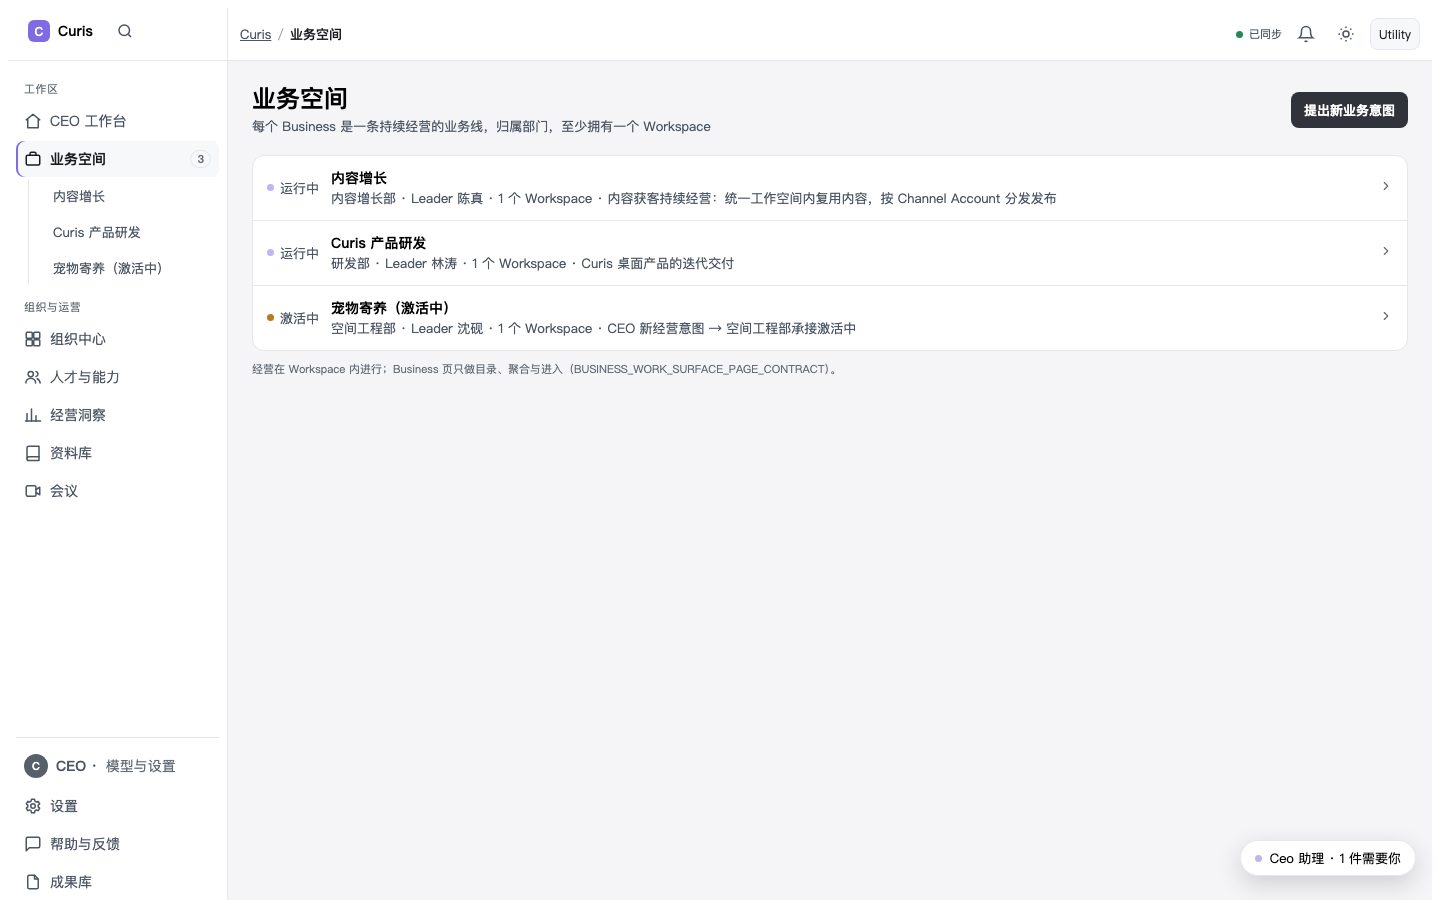 C Curis
Curis / 业务空间
已同步
Utility
工作区
CEO 工作台
业务空间 3
内容增长
Curis 产品研发
宠物寄养（激活中）
组织与运营
组织中心
人才与能力
经营洞察
资料库
会议
C CEO · 模型与设置
设置
帮助与反馈
成果库
业务空间
每个 Business 是一条持续经营的业务线，归属部门，至少拥有一个 Workspace
提出新业务意图
运行中
内容增长
内容增长部 · Leader 陈真 · 1 个 Workspace · 内容获客持续经营：统一工作空间内复用内容，按 Channel Account 分发发布
运行中
Curis 产品研发
研发部 · Leader 林涛 · 1 个 Workspace · Curis 桌面产品的迭代交付
激活中
宠物寄养（激活中）
空间工程部 · Leader 沈砚 · 1 个 Workspace · CEO 新经营意图 → 空间工程部承接激活中
经营在 Workspace 内进行；Business 页只做目录、聚合与进入（BUSINESS_WORK_SURFACE_PAGE_CONTRACT）。
Ceo 助理 · 1 件需要你